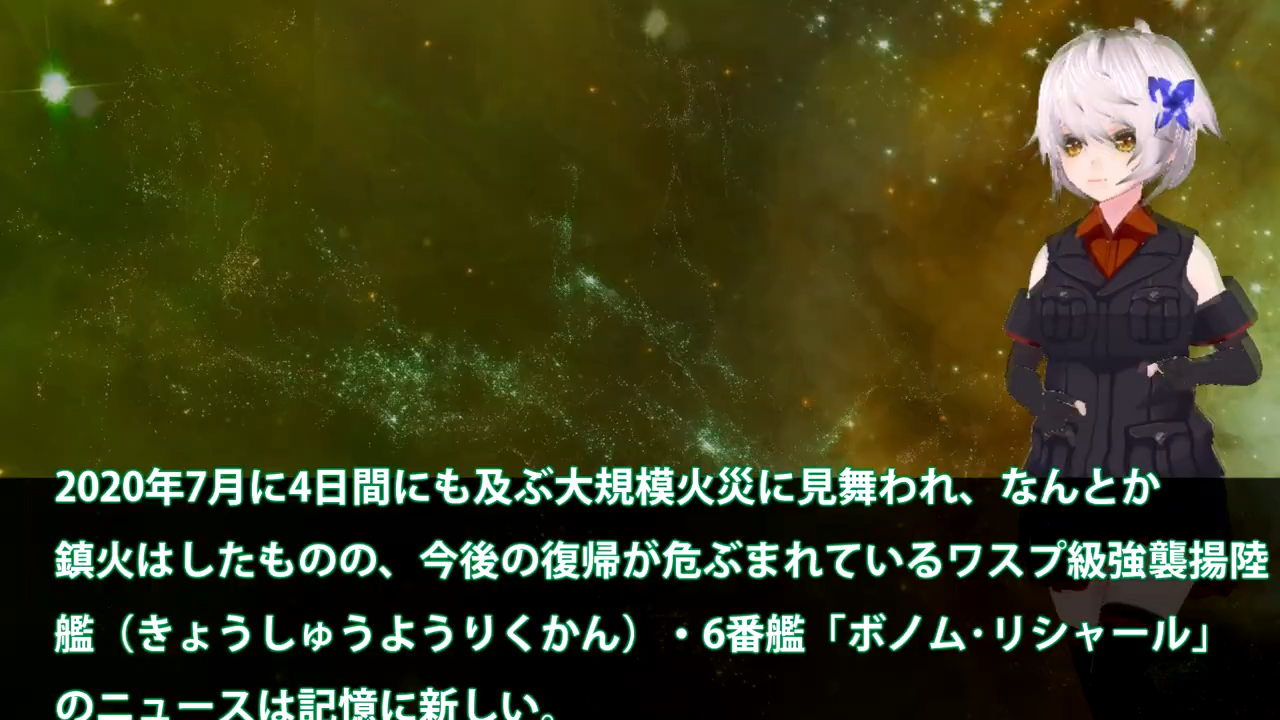 2020年7月に4日間にも及ぶ大規模火災に見舞われ、なんとか
鎮火はしたものの、今後の復帰が危ぶまれているワスプ級強襲揚陸
艦（きょうしゅうようりくかん）・6番艦「ボノム･リシャール」
のニュースは記憶に新しい。